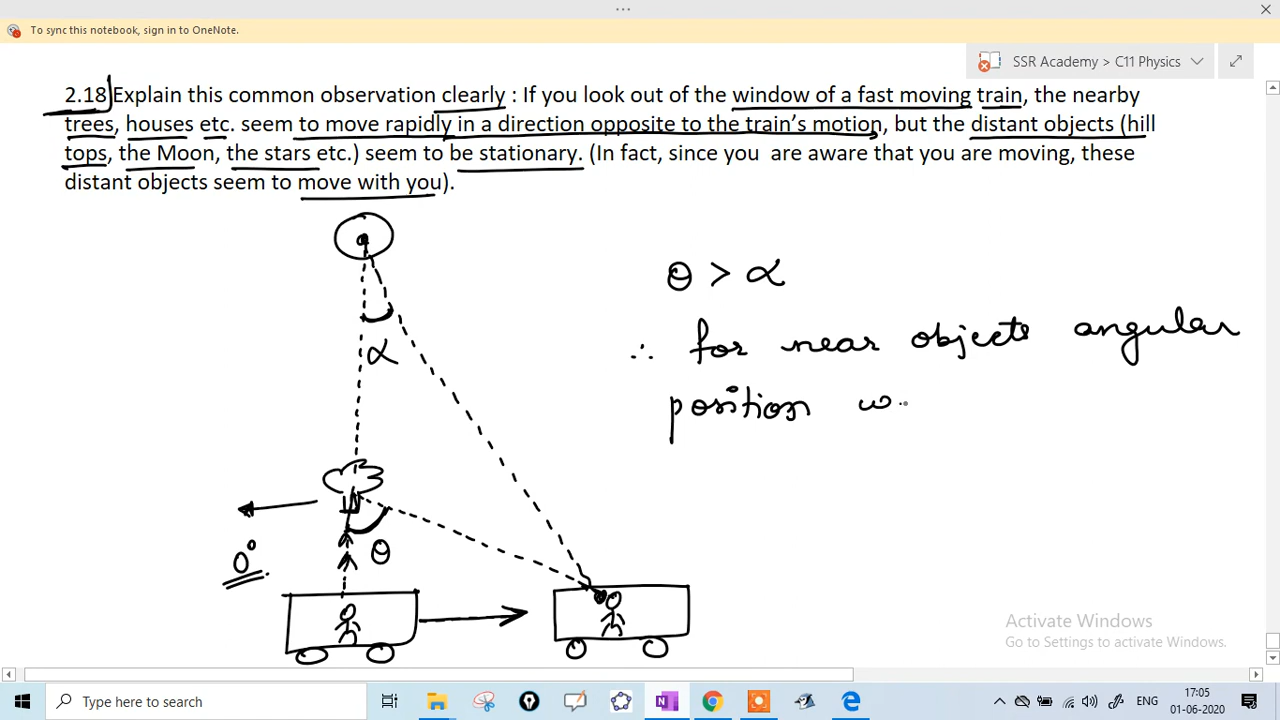 To sync this notebook, sign in to OneNote.
SSR Academy > C11 Physics
2.18) Explain this common observation clearly : If you look out of the window of a fast moving train, the nearby
trees, houses etc. seem to move rapidly in a direction opposite to the train's motion, but the distant objects (hill
tops, the Moon, the stars etc.) seem to be stationary. (In fact, since you are aware that you are moving, these
distant objects seem to move with you).
θ > α
∴ for near objects angular
position w
α
θ
0°
Activate Windows
Go to Settings to activate Windows.
Type here to search
ENG
17:05
01-06-2020